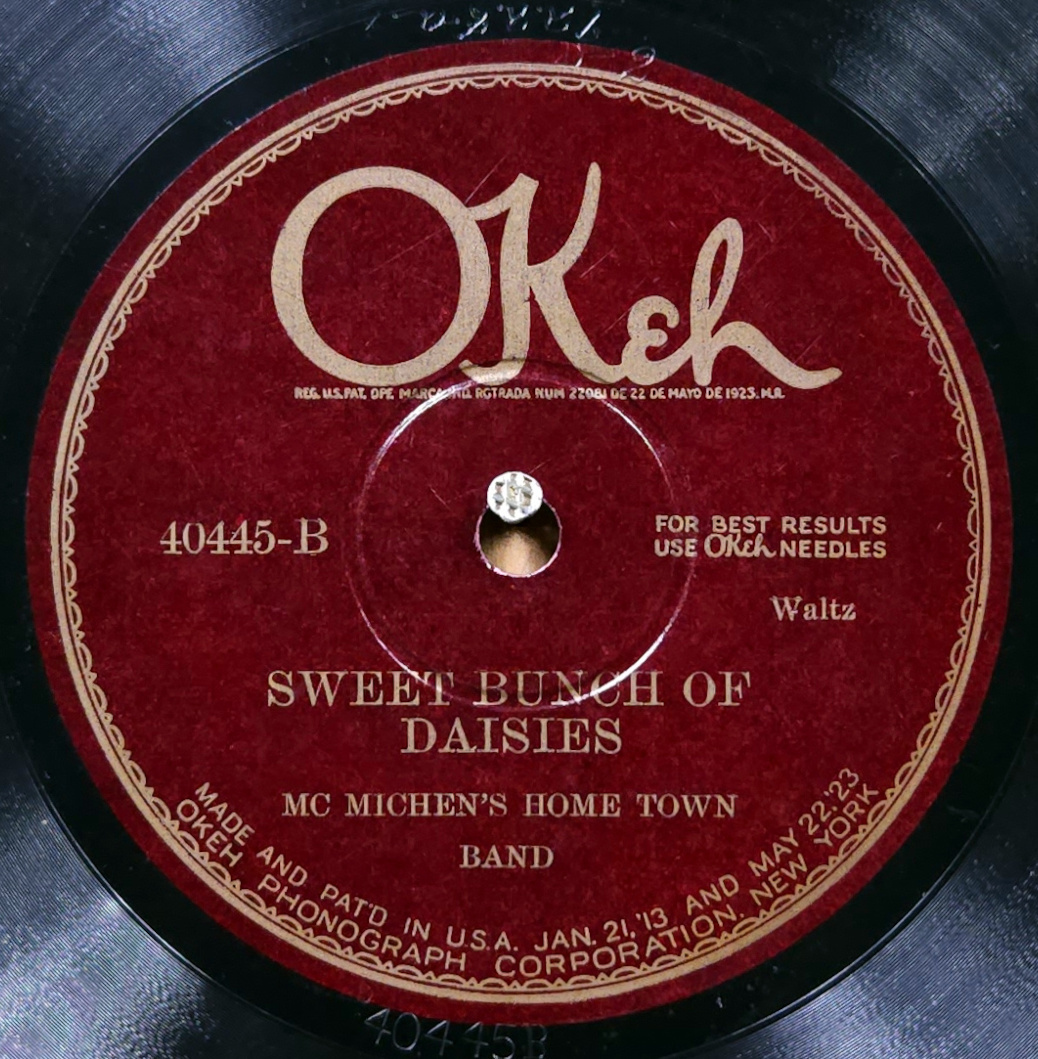 OKeh
REG. U.S. PAT. OFF. MARCA IND. RGTRADA NUM 22081 DE 22 DE MAYO DE 1923. M.R.
40445-B
FOR BEST RESULTS
USE OKeh NEEDLES
Waltz
SWEET BUNCH OF
DAISIES
MC MICHEN'S HOME TOWN
BAND
MADE AND PAT'D IN U.S.A. JAN. 21,'13, AND MAY 22,'23
OKEH PHONOGRAPH CORPORATION, NEW YORK
40445B